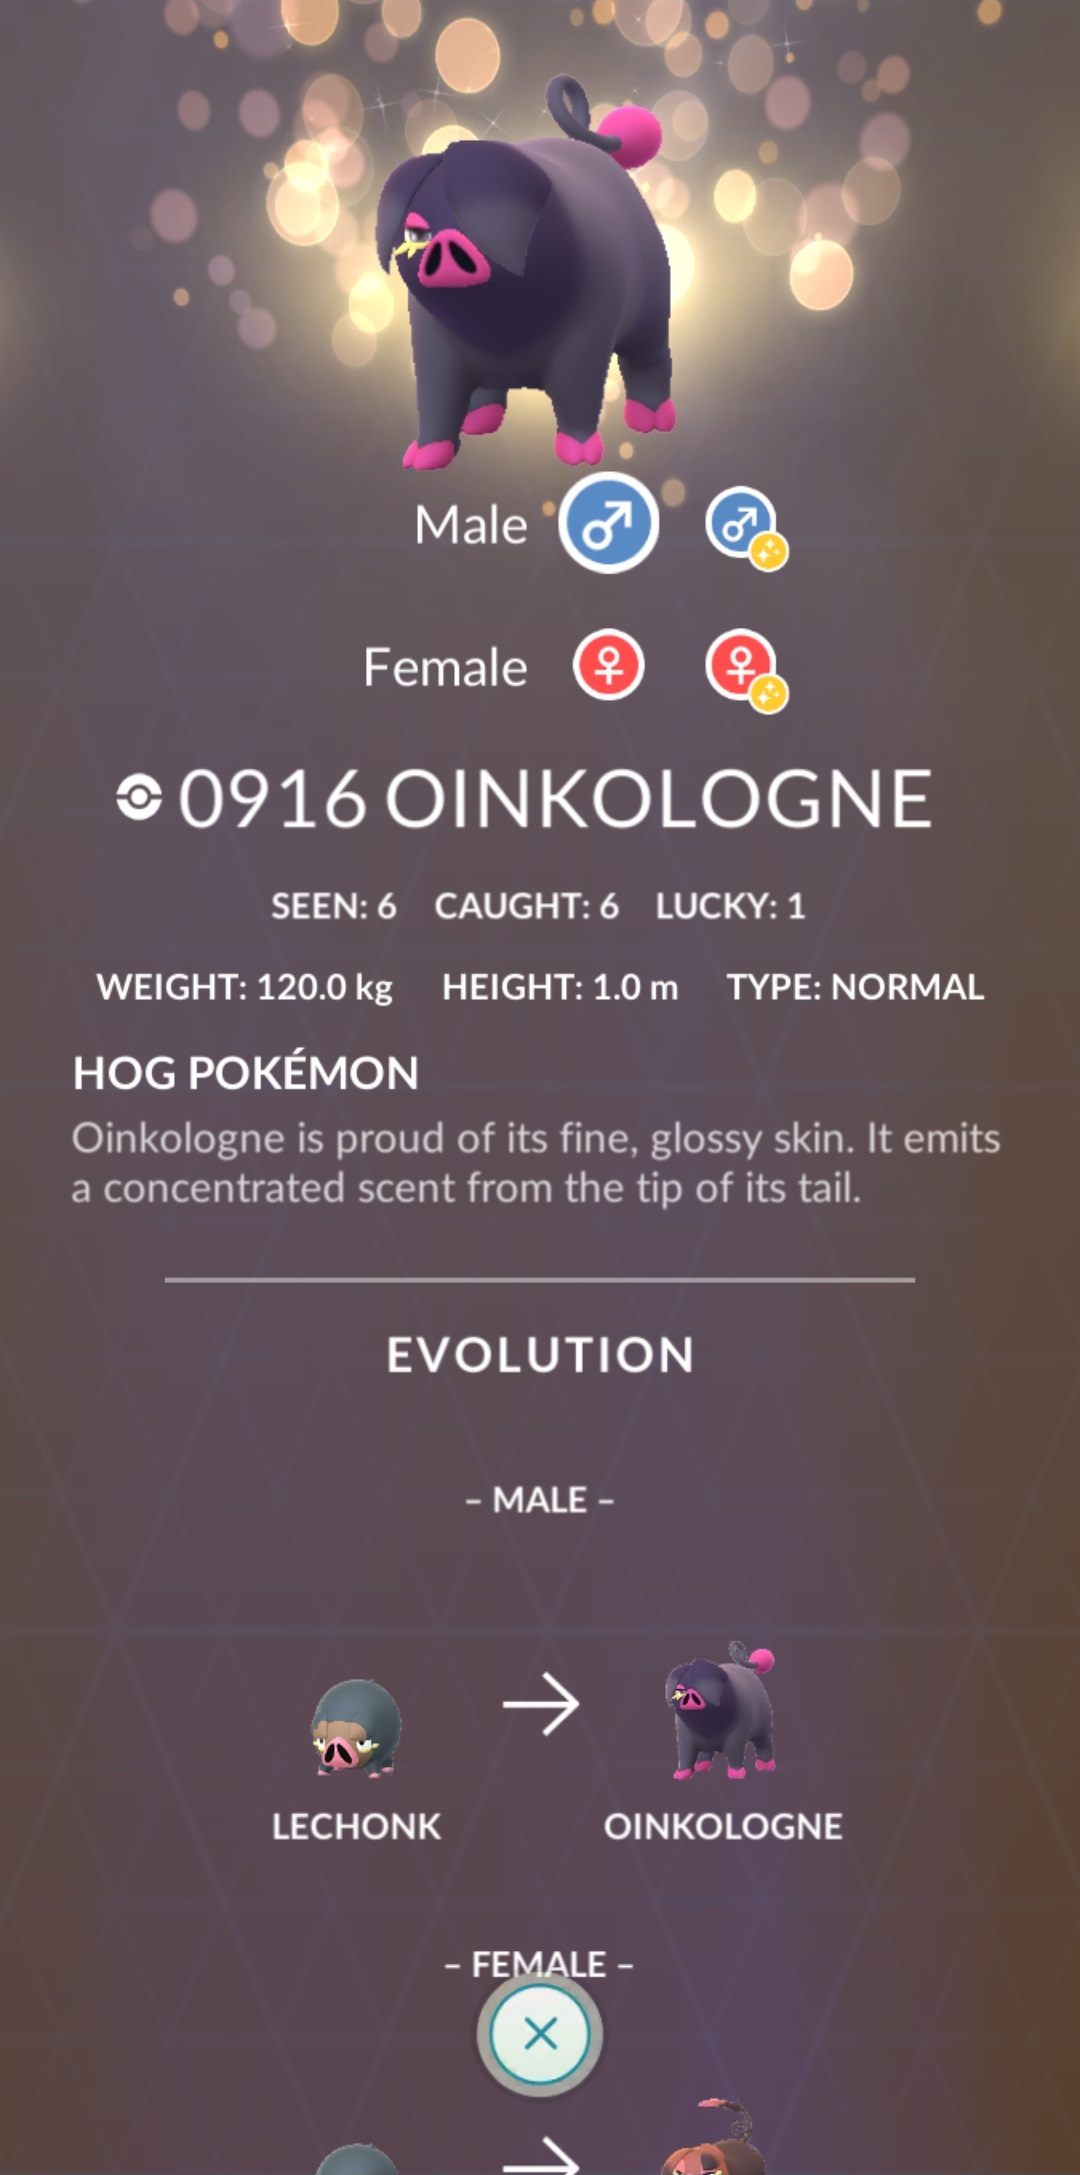 Male
Female
0916 OINKOLOGNE
SEEN: 6 CAUGHT: 6 LUCKY: 1
WEIGHT: 120.0 kg HEIGHT: 1.0 m TYPE: NORMAL
HOG POKÉMON
Oinkologne is proud of its fine, glossy skin. It emits
a concentrated scent from the tip of its tail.
EVOLUTION
– MALE –
LECHONK OINKOLOGNE
– FEMALE –